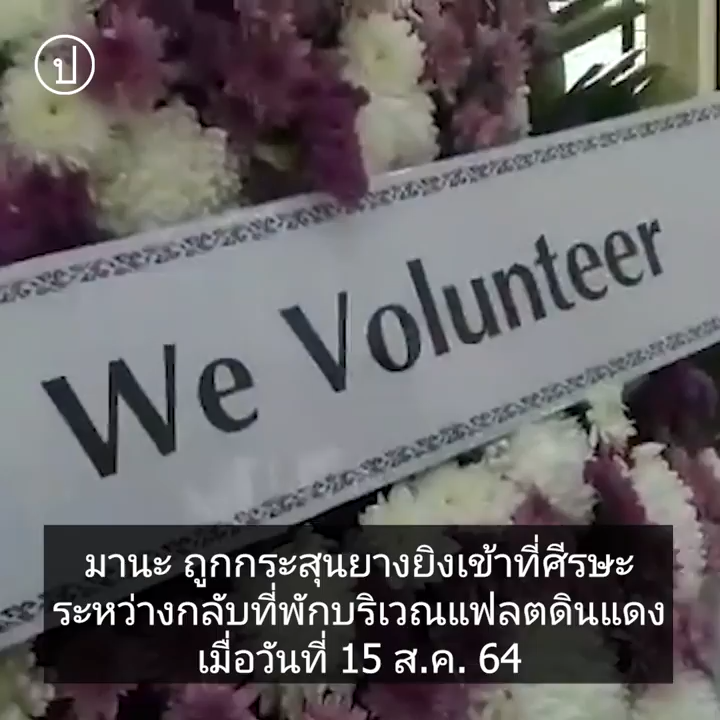 ป
We Volunteer
มานะ ถูกกระสุนยางยิงเข้าที่ศีรษะ
ระหว่างกลับที่พักบริเวณแฟลตดินแดง
เมื่อวันที่ 15 ส.ค. 64